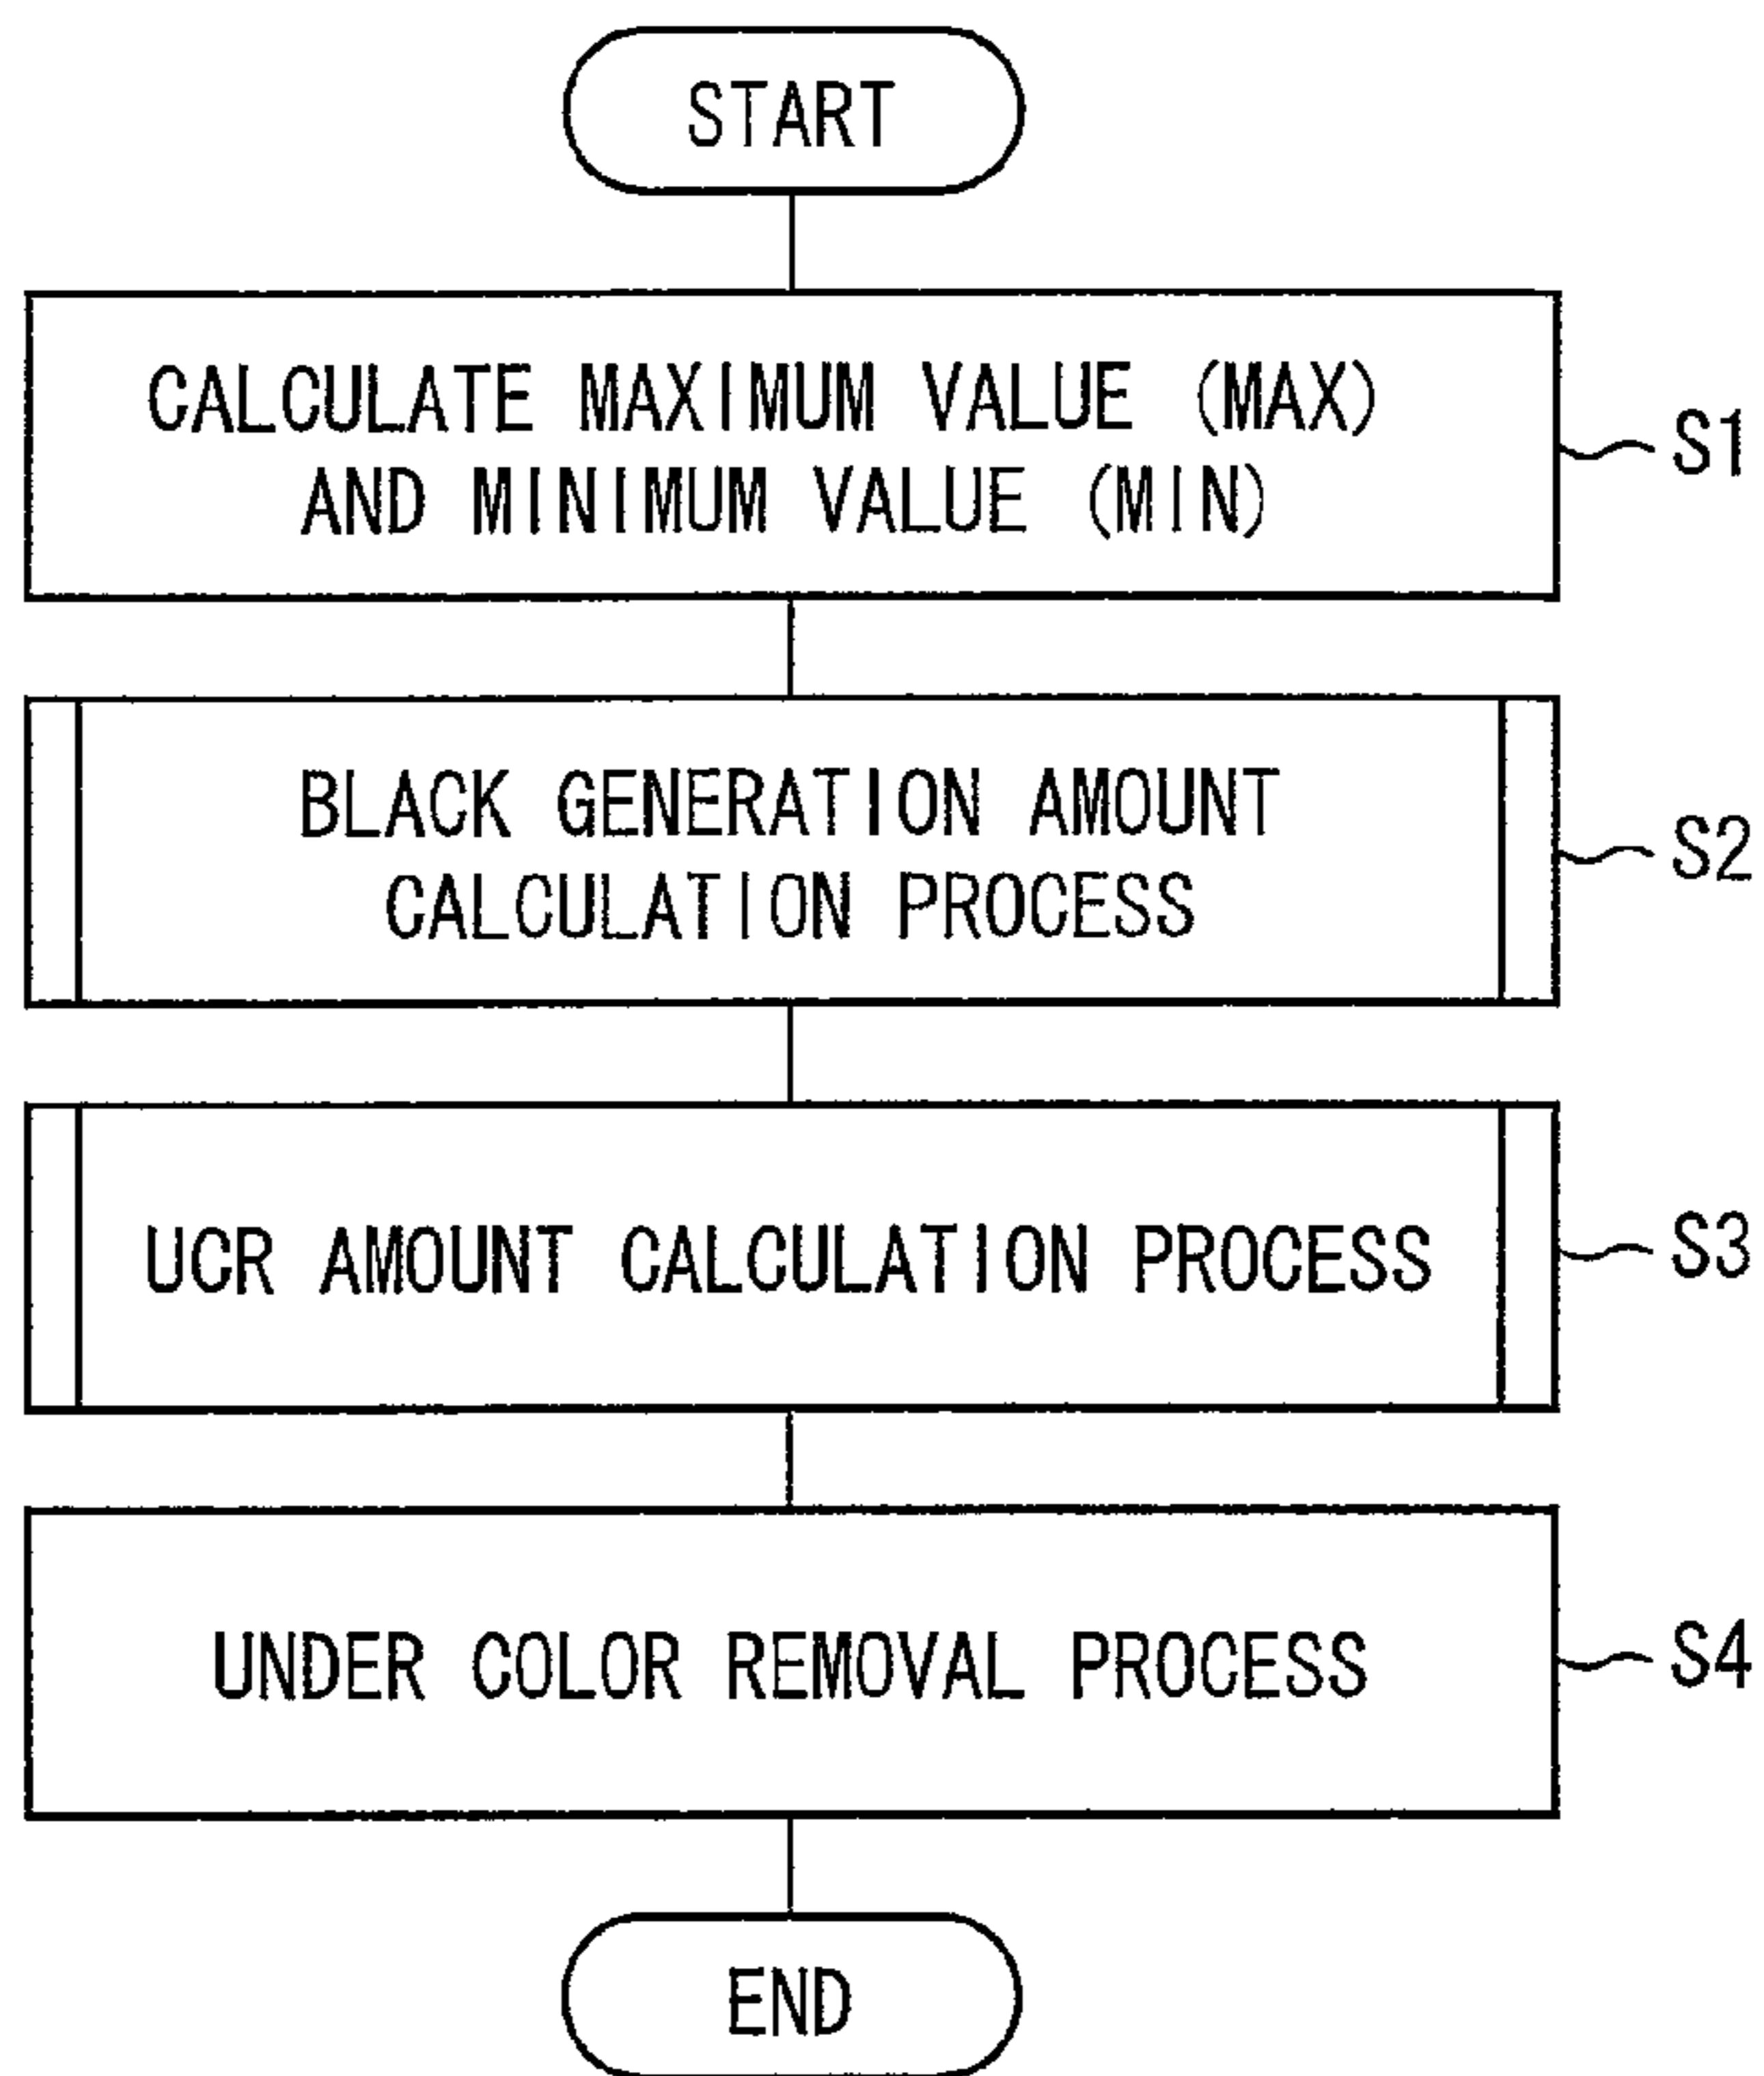 START
CALCULATE MAXIMUM VALUE (MAX)
AND MINIMUM VALUE (MIN)
S1
BLACK GENERATION AMOUNT
CALCULATION PROCESS
S2
UCR AMOUNT CALCULATION PROCESS
S3
UNDER COLOR REMOVAL PROCESS
S4
END